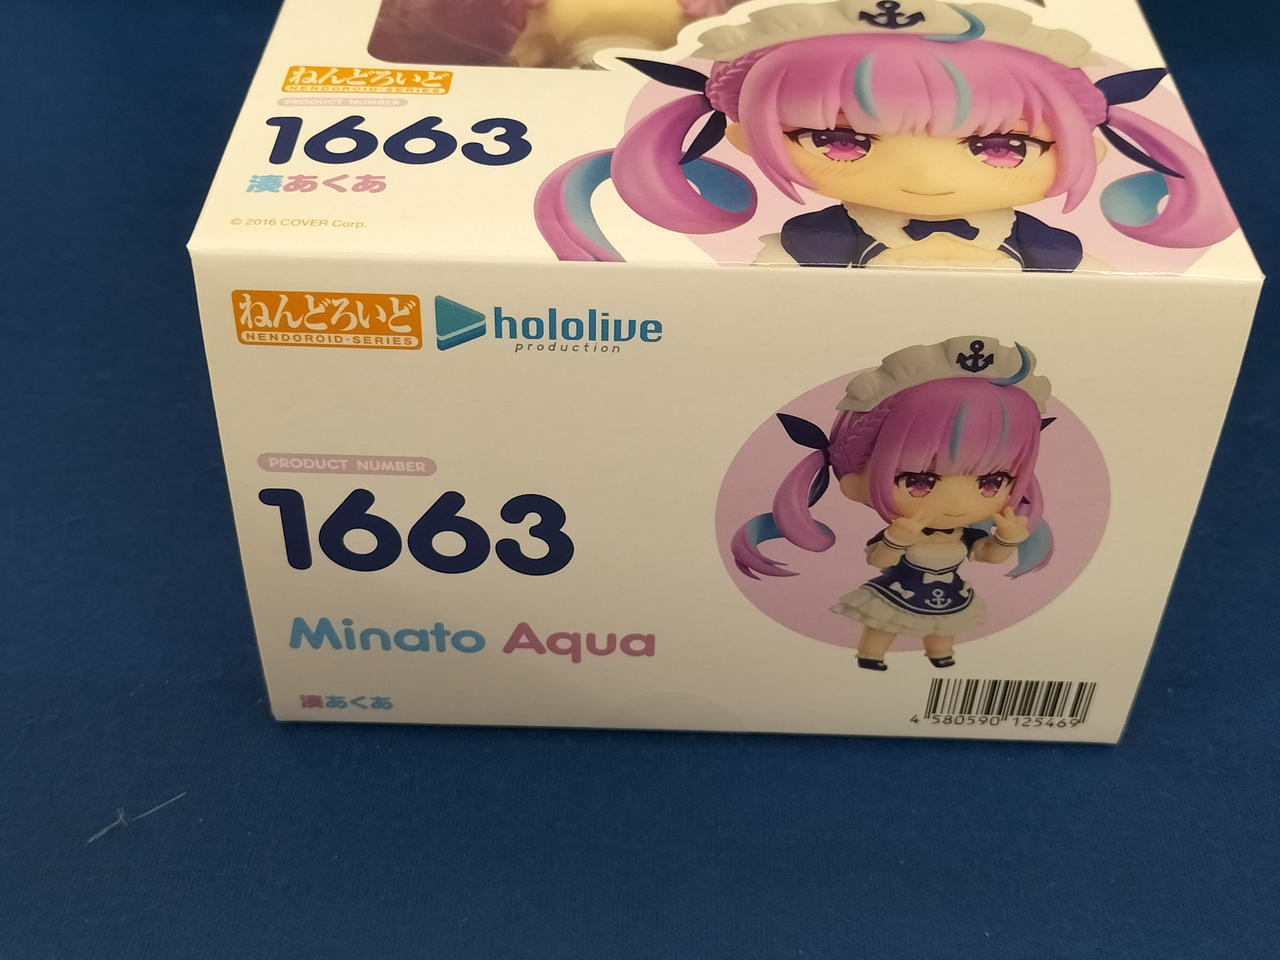 ねんどろいど
NENDOROID·SERIES
PRODUCT NUMBER
1663
湊あくあ
© 2016 COVER Corp.
ねんどろいど
NENDOROID·SERIES
hololive
production
PRODUCT NUMBER
1663
Minato Aqua
湊あくあ
4 580590 125469